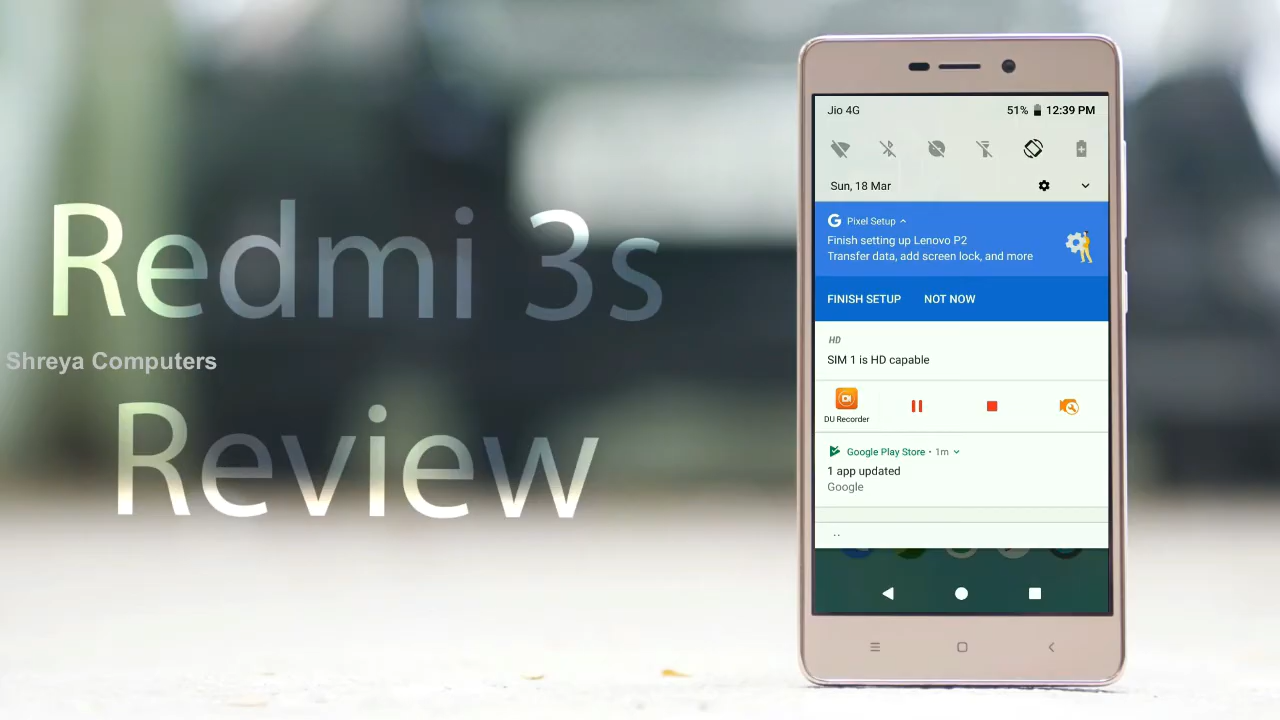 Redmi 3s
Shreya Computers
Review
Jio 4G
51% 12:39 PM
Sun, 18 Mar
G Pixel Setup
Finish setting up Lenovo P2
Transfer data, add screen lock, and more
FINISH SETUP NOT NOW
HD
SIM 1 is HD capable
DU Recorder
Google Play Store • 1m
1 app updated
Google